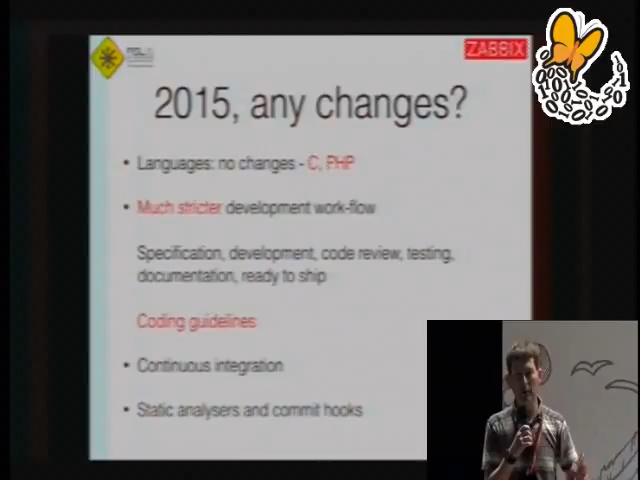 ZABBIX
2015, any changes?
• Languages: no changes - C, PHP
• Much stricter development work-flow
Specification, development, code review, testing,
documentation, ready to ship
Coding guidelines
• Continuous integration
• Static analysers and commit hooks